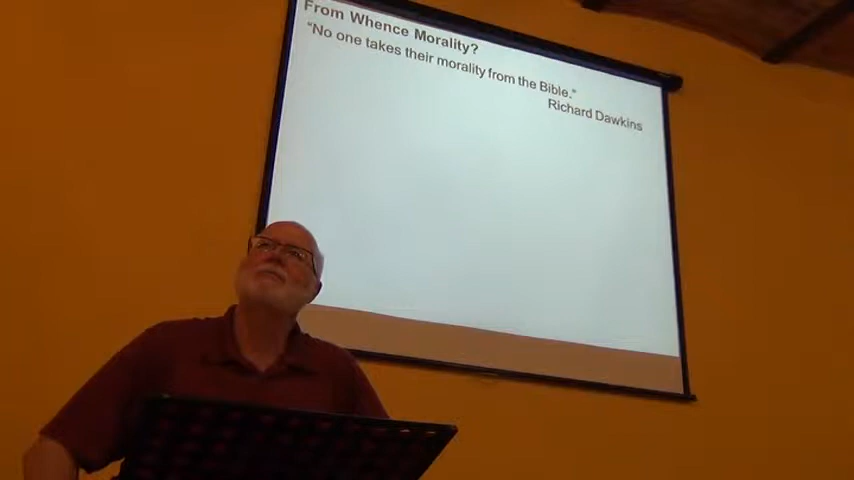 From Whence Morality?
"No one takes their morality from the Bible."
Richard Dawkins